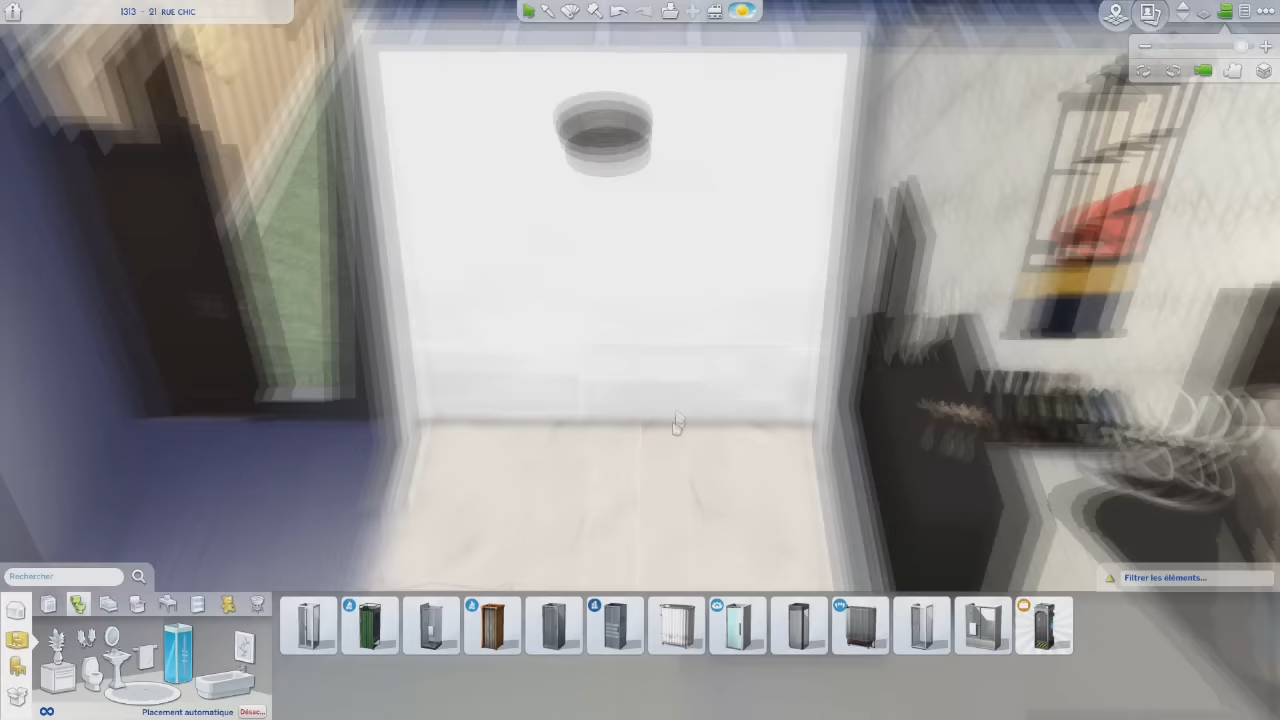 1313 - 21 RUE CHIC
Rechercher
Filtrer les éléments...
Placement automatique
Désac...